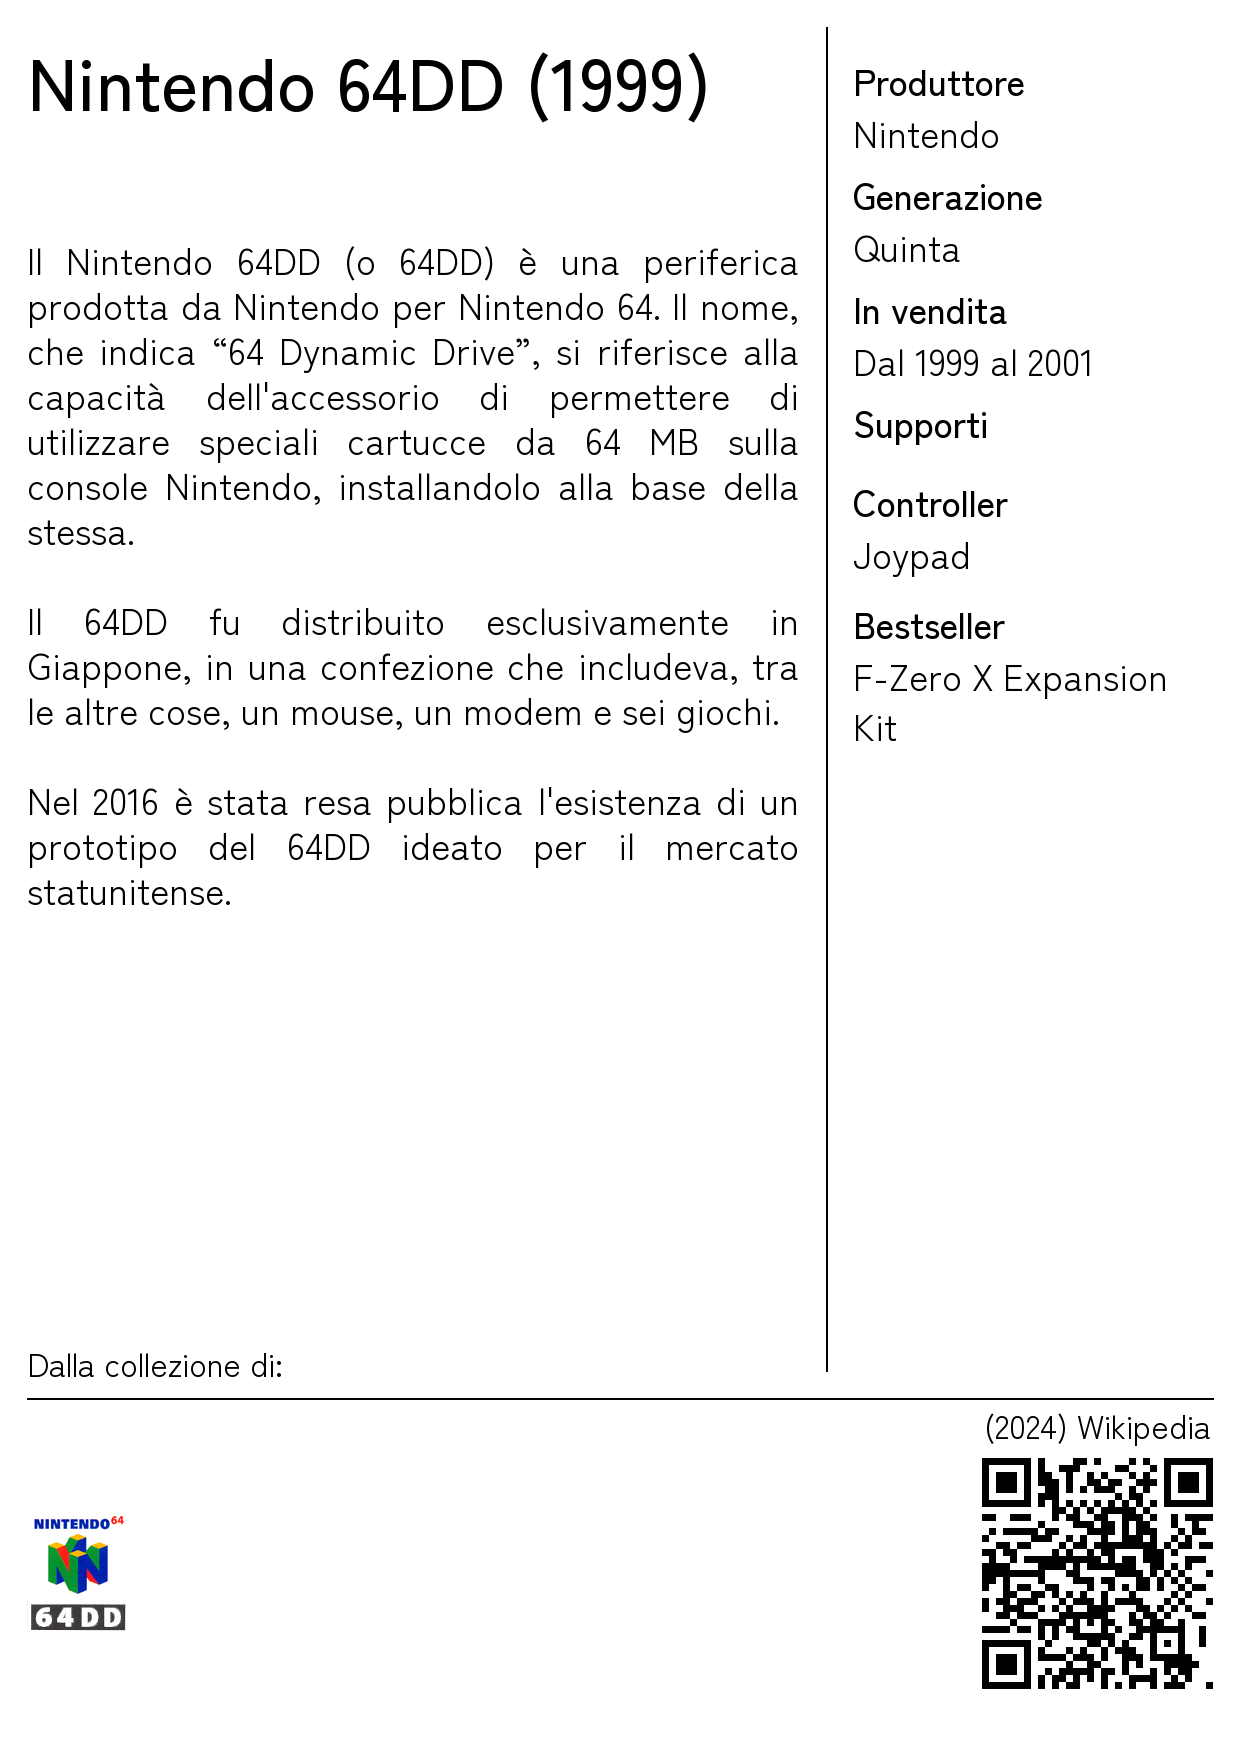 Nintendo 64DD (1999)
Il Nintendo 64DD (o 64DD) è una periferica
prodotta da Nintendo per Nintendo 64. Il nome,
che indica “64 Dynamic Drive”, si riferisce alla
capacità dell'accessorio di permettere di
utilizzare speciali cartucce da 64 MB sulla
console Nintendo, installandolo alla base della
stessa.
Il 64DD fu distribuito esclusivamente in
Giappone, in una confezione che includeva, tra
le altre cose, un mouse, un modem e sei giochi.
Nel 2016 è stata resa pubblica l'esistenza di un
prototipo del 64DD ideato per il mercato
statunitense.
Dalla collezione di:
Produttore
Nintendo
Generazione
Quinta
In vendita
Dal 1999 al 2001
Supporti
Controller
Joypad
Bestseller
F-Zero X Expansion
Kit
(2024) Wikipedia
NINTENDO64
64DD